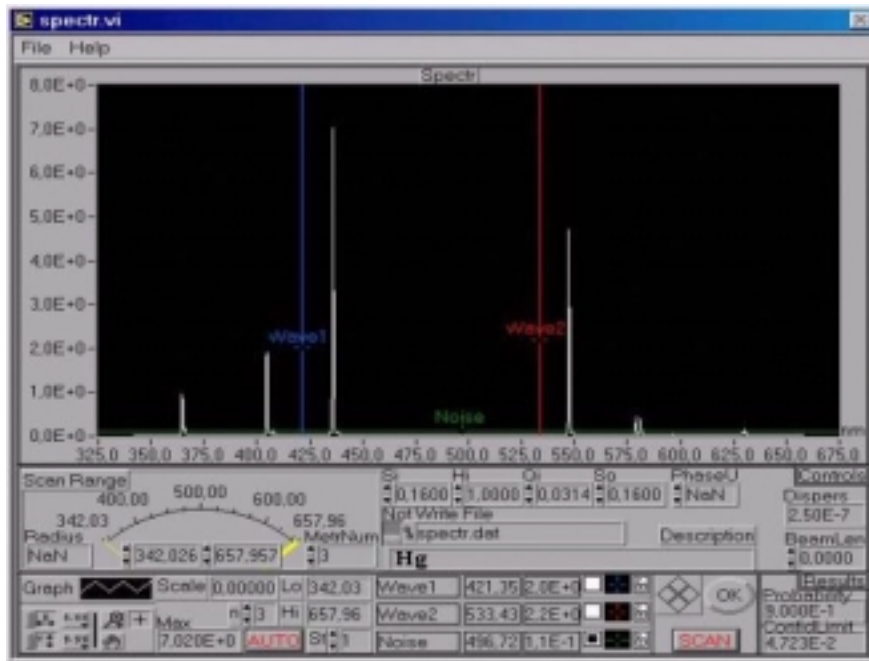 spectr.vi
File Help
Spectr
8,0E+0
7,0E+0
6,0E+0
5,0E+0
4,0E+0
3,0E+0
2,0E+0
1,0E+0
0,0E+0
Wave1
Wave2
Noise
nm
325,0 350,0 375,0 400,0 425,0 450,0 475,0 500,0 525,0 550,0 575,0 600,0 625,0 650,0 675,0
Scan Range
400,00 500,00 600,00
342,03 657,96
Radius MetrNum
NaN 342,026 657,957 3
Si Hi Qi So PhaseU
0,1600 1,0000 0,0314 0,1600 NaN
Not Write File
spectr.dat Description
Hg
Controls
Dispers
2,50E-7
BeamLen
0,0000
Graph Scale 0,00000 Lo 342,03
Max n 3 Hi 657,96
7,020E+0 AUTO St 1
Wave1 421,35 2,0E+0
Wave2 533,43 2,2E+0
Noise 496,72 1,1E-1
OK
SCAN
Results
Probability
9,000E-1
ConfidLimit
4,723E-2